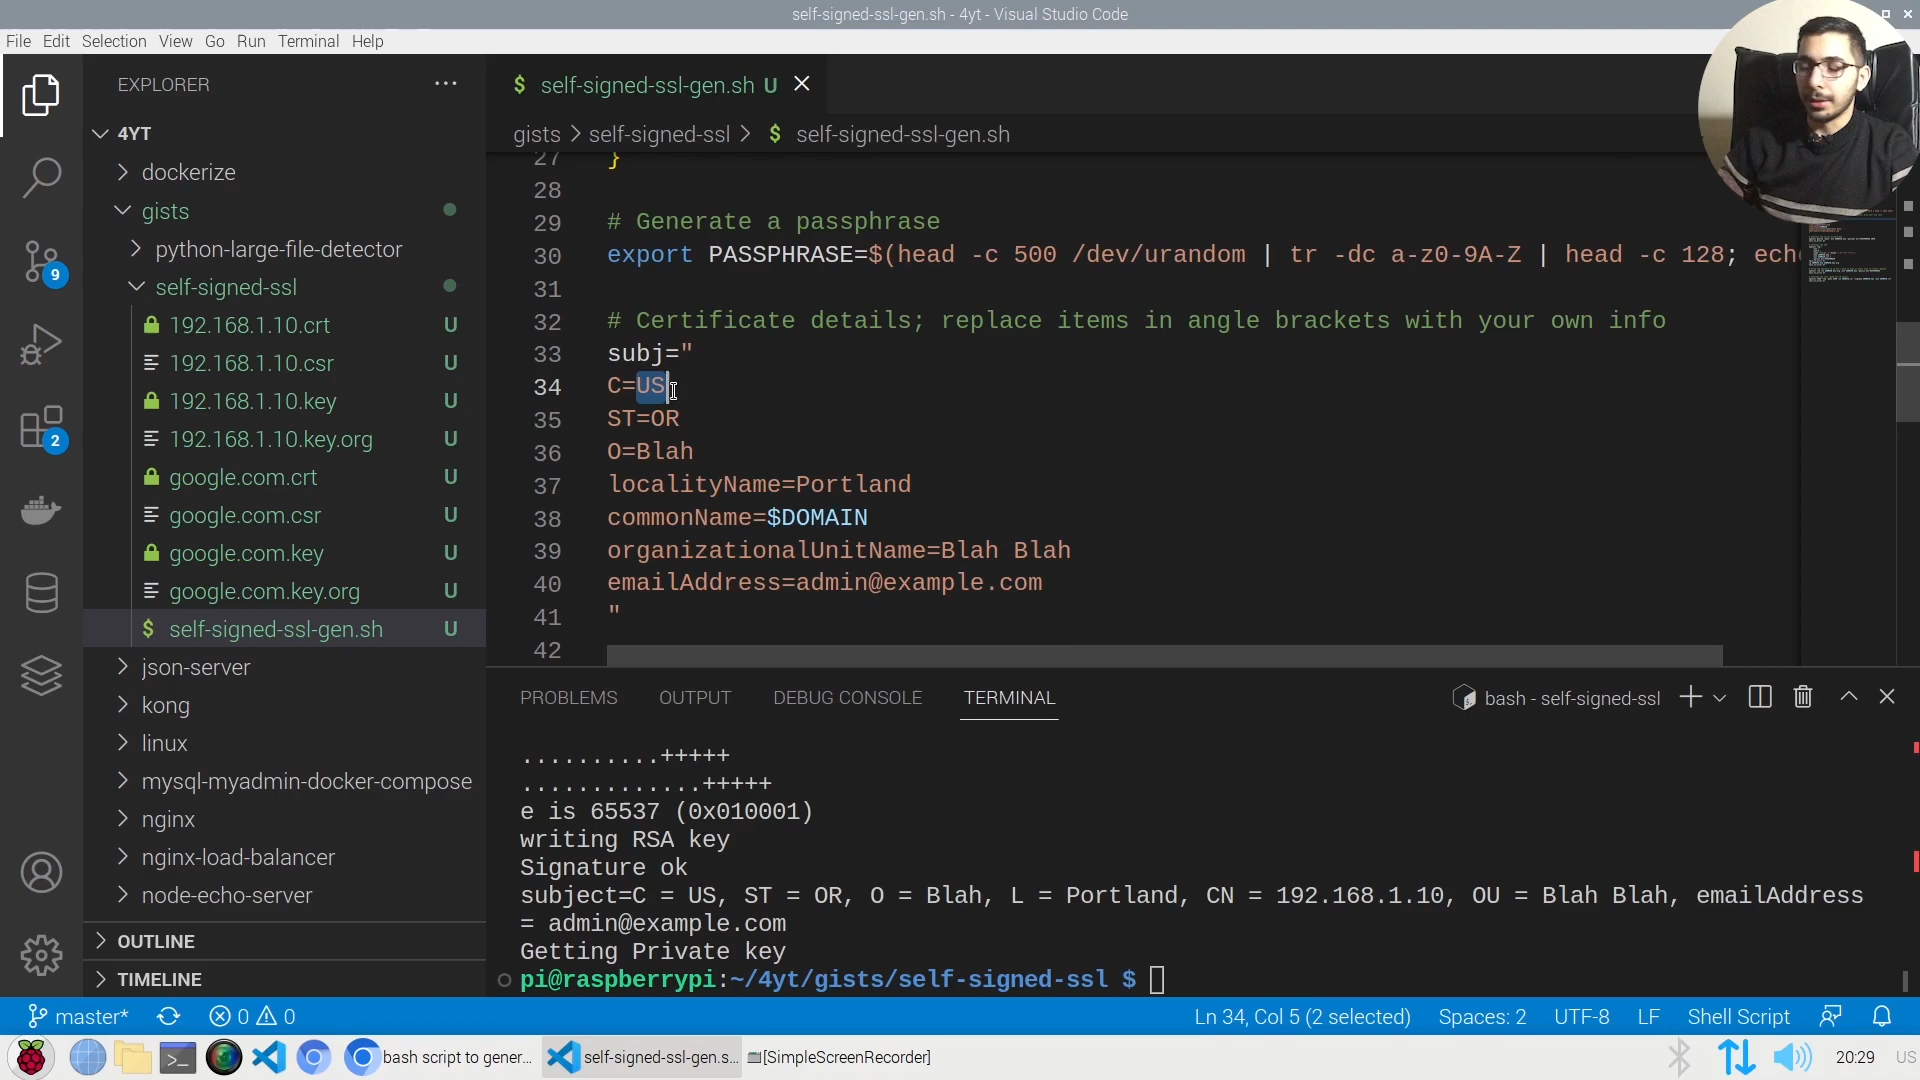 self-signed-ssl-gen.sh - 4yt - Visual Studio Code
File Edit Selection View Go Run Terminal Help
EXPLORER
4YT
dockerize
gists
python-large-file-detector
self-signed-ssl
192.168.1.10.crt U
192.168.1.10.csr U
192.168.1.10.key U
192.168.1.10.key.org U
google.com.crt U
google.com.csr U
google.com.key U
google.com.key.org U
self-signed-ssl-gen.sh U
json-server
kong
linux
mysql-myadmin-docker-compose
nginx
nginx-load-balancer
node-echo-server
OUTLINE
TIMELINE
9
2
$ self-signed-ssl-gen.sh U
gists > self-signed-ssl > $ self-signed-ssl-gen.sh
27 }
28
29 # Generate a passphrase
30 export PASSPHRASE=$(head -c 500 /dev/urandom | tr -dc a-z0-9A-Z | head -c 128; ech
31
32 # Certificate details; replace items in angle brackets with your own info
33 subj="
34 C=US
35 ST=OR
36 O=Blah
37 localityName=Portland
38 commonName=$DOMAIN
39 organizationalUnitName=Blah Blah
40 emailAddress=admin@example.com
41 "
42
PROBLEMS OUTPUT DEBUG CONSOLE TERMINAL bash - self-signed-ssl
..........+++++
.............+++++
e is 65537 (0x010001)
writing RSA key
Signature ok
subject=C = US, ST = OR, O = Blah, L = Portland, CN = 192.168.1.10, OU = Blah Blah, emailAddress
= admin@example.com
Getting Private key
pi@raspberrypi:~/4yt/gists/self-signed-ssl $
master* 0 0 Ln 34, Col 5 (2 selected) Spaces: 2 UTF-8 LF Shell Script
bash script to gener... self-signed-ssl-gen.s... [SimpleScreenRecorder] 20:29 US